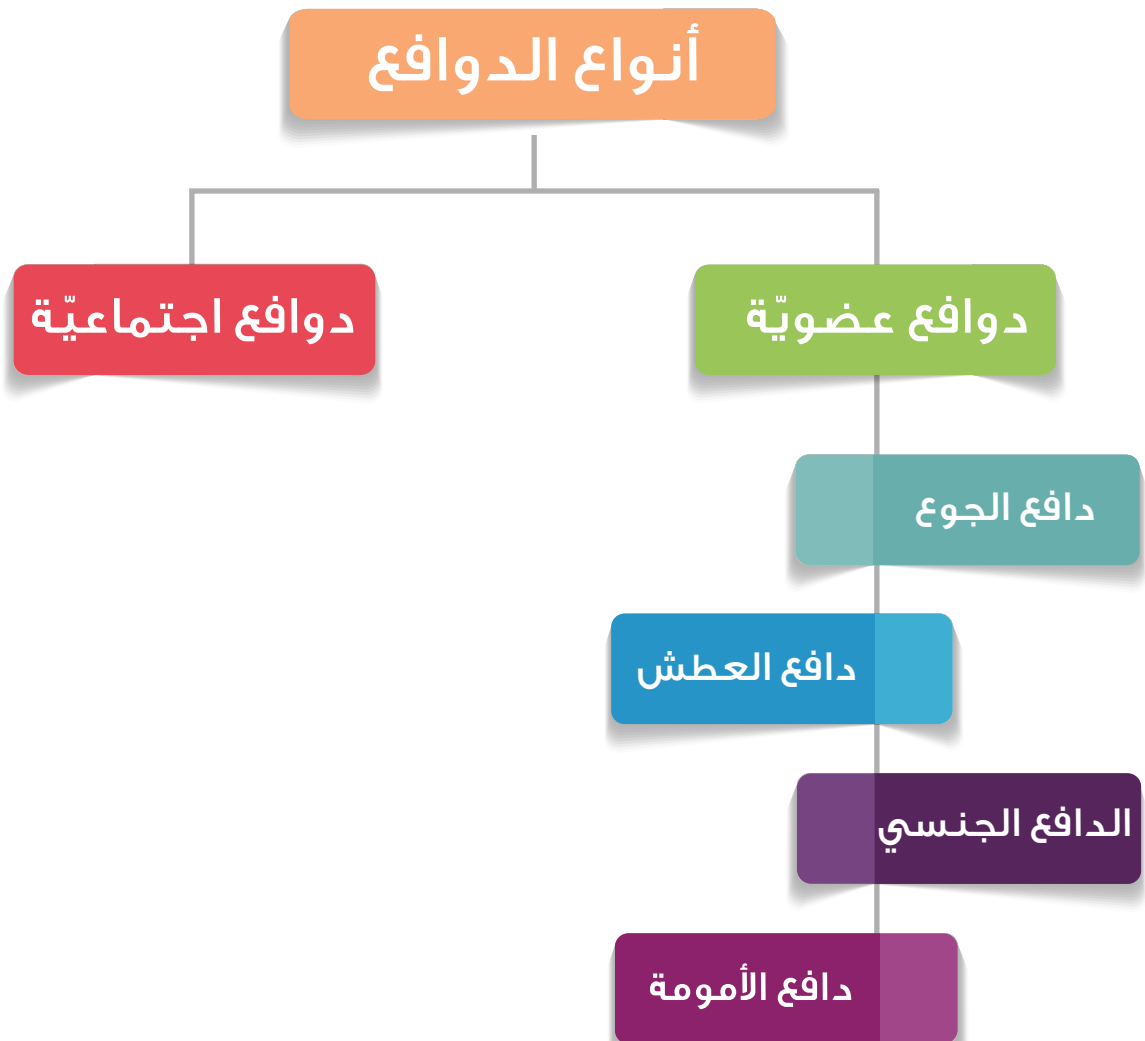 أنواع الدوافع
دوافع عضويّة
دوافع اجتماعيّة
دافع الجوع
دافع العطش
الدافع الجنسي
دافع الأمومة